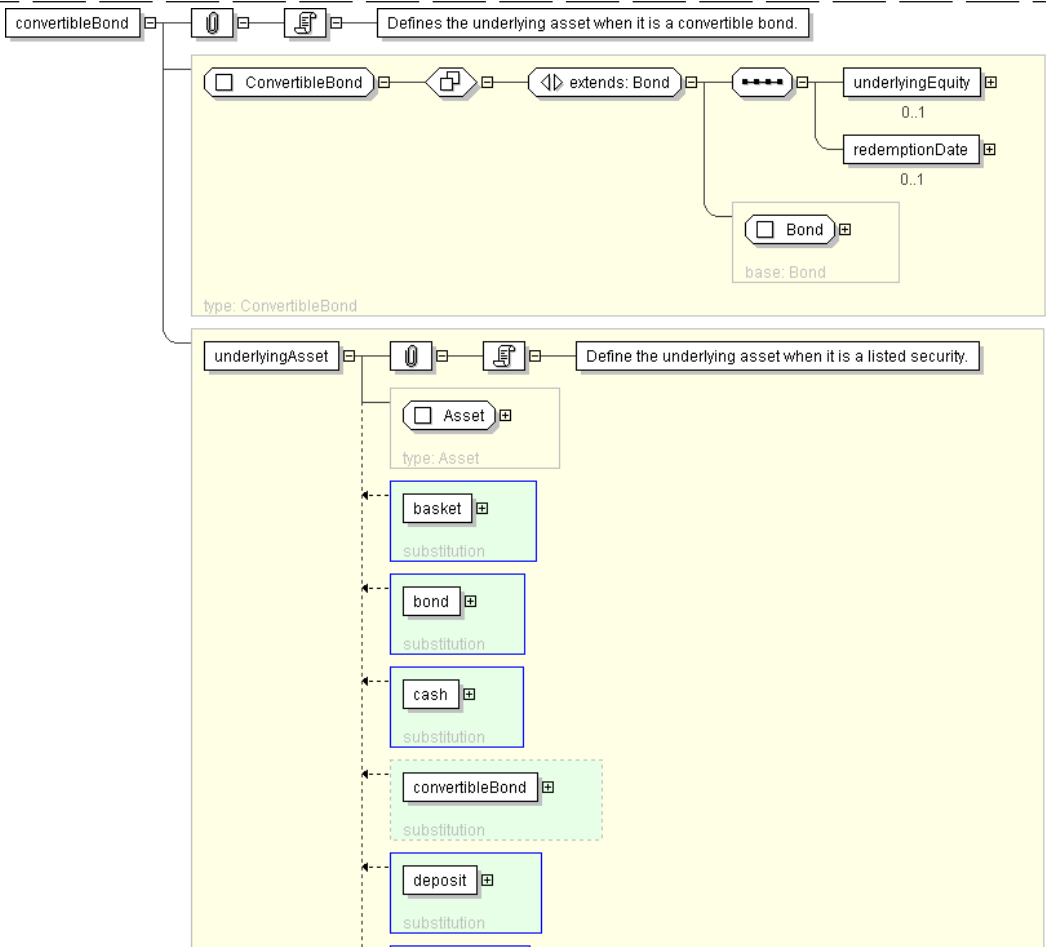 convertibleBond
Defines the underlying asset when it is a convertible bond.
ConvertibleBond
extends: Bond
underlyingEquity
0..1
redemptionDate
0..1
Bond
base: Bond
type: ConvertibleBond
underlyingAsset
Define the underlying asset when it is a listed security.
Asset
type: Asset
basket
substitution
bond
substitution
cash
substitution
convertibleBond
substitution
deposit
substitution